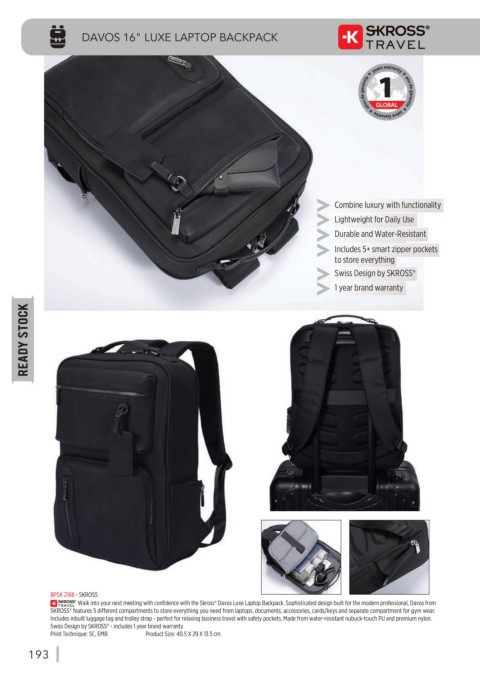 DAVOS 16" LUXE LAPTOP BACKPACK
SKROSS®
TRAVEL
1
GLOBAL
Combine luxury with functionality
Lightweight for Daily Use
Durable and Water-Resistant
Includes 5+ smart zipper pockets
to store everything
Swiss Design by SKROSS®
1 year brand warranty
READY STOCK
BPSK 2168 - SKROSS
SKROSS® TRAVEL Walk into your next meeting with confidence with the Skross® Davos Luxe Laptop Backpack. Sophisticated design built for the modern professional, Davos from
SKROSS® features 5 different compartments to store everything you need from laptops, documents, accessories, cards/keys and separate compartment for gym wear.
Includes inbuilt luggage tag and trolley strap - perfect for relaxing business travel with safety pockets. Made from water-resistant nubuck-touch PU and premium nylon.
Swiss Design by SKROSS® - includes 1 year brand warranty
Print Technique: SC, EMB Product Size: 40.5 X 29 X 13.5 cm
193